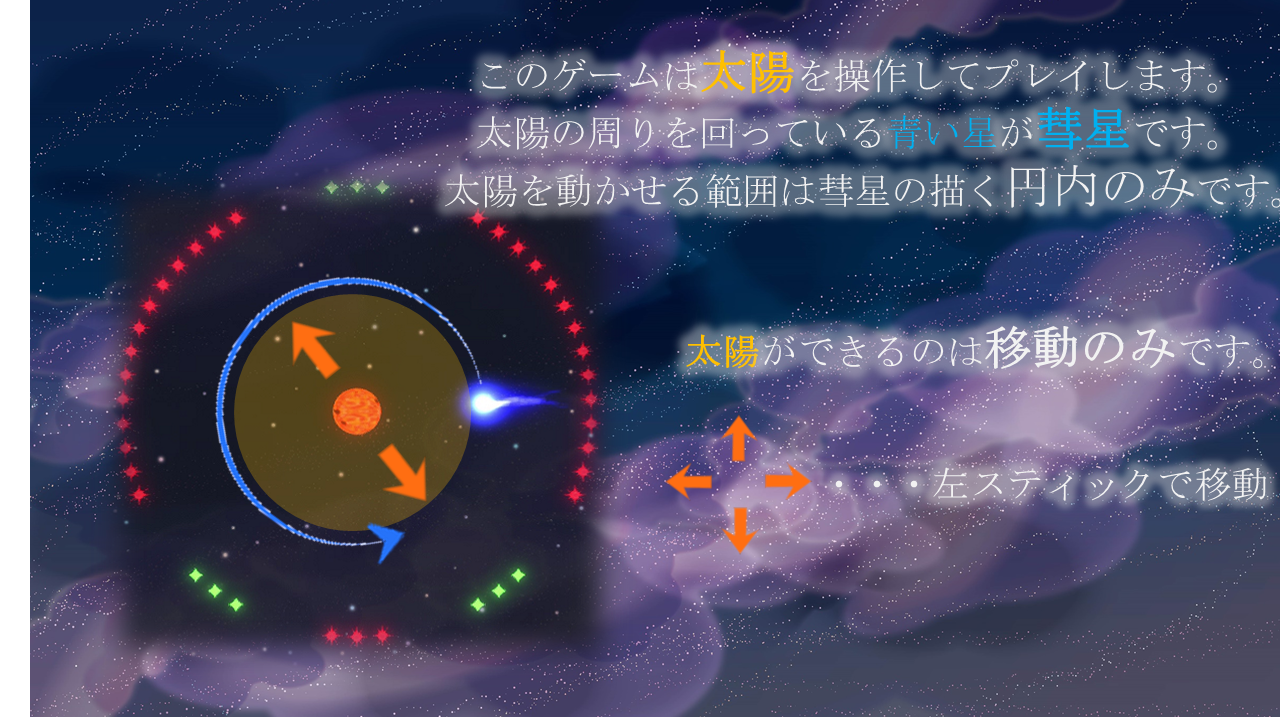 このゲームは太陽を操作してプレイします。
太陽の周りを回っている青い星が彗星です。
太陽を動かせる範囲は彗星の描く円内のみです。
太陽ができるのは移動のみです。
・・・左スティックで移動